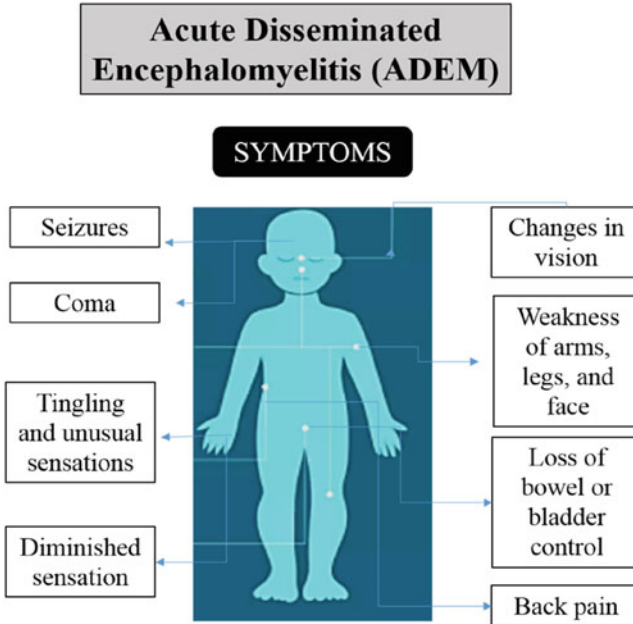 Acute Disseminated
Encephalomyelitis (ADEM)
SYMPTOMS
Seizures
Coma
Tingling
and unusual
sensations
Diminished
sensation
Changes in
vision
Weakness
of arms,
legs, and
face
Loss of
bowel or
bladder
control
Back pain